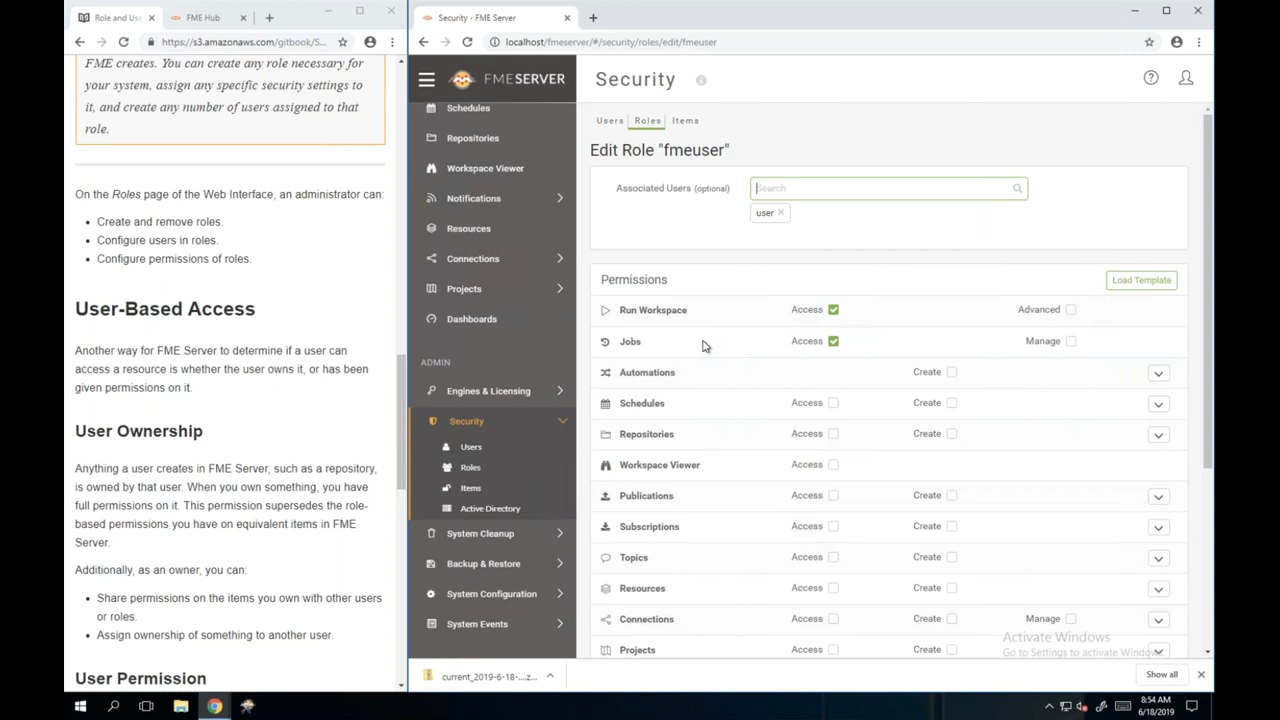 Role and Use
FME Hub
https://s3.amazonaws.com/gitbook/S...
FME creates. You can create any role necessary for
your system, assign any specific security settings to
it, and create any number of users assigned to that
role.
On the Roles page of the Web Interface, an administrator can:
Create and remove roles.
Configure users in roles.
Configure permissions of roles.
User-Based Access
Another way for FME Server to determine if a user can
access a resource is whether the user owns it, or has been
given permissions on it.
User Ownership
Anything a user creates in FME Server, such as a repository,
is owned by that user. When you own something, you have
full permissions on it. This permission supersedes the role-
based permissions you have on equivalent items in FME
Server.
Additionally, as an owner, you can:
Share permissions on the items you own with other users
or roles.
Assign ownership of something to another user.
User Permission
Security - FME Server
localhost/fmeserver/#/security/roles/edit/fmeuser
FMESERVER
Security
Schedules
Repositories
Workspace Viewer
Notifications
Resources
Connections
Projects
Dashboards
ADMIN
Engines & Licensing
Security
Users
Roles
Items
Active Directory
System Cleanup
Backup & Restore
System Configuration
System Events
Users Roles Items
Edit Role "fmeuser"
Associated Users (optional) Search
user
Permissions Load Template
Run Workspace Access Advanced
Jobs Access Manage
Automations Create
Schedules Access Create
Repositories Access Create
Workspace Viewer Access
Publications Access Create
Subscriptions Access Create
Topics Access Create
Resources Access Create
Connections Access Create Manage
Projects Access Create
Activate Windows
Go to Settings to activate Windows.
current_2019-6-18-....z... Show all
8:54 AM
6/18/2019